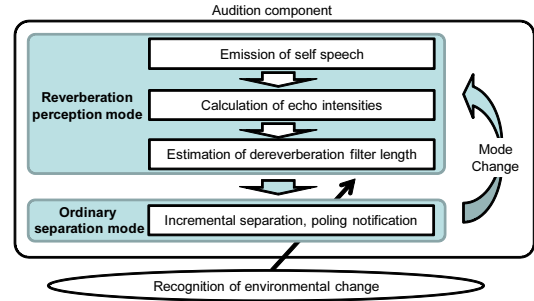 Audition component
Emission of self speech
Reverberation
perception mode
Calculation of echo intensities
Estimation of dereverberation filter length
Mode
Change
Ordinary
separation mode
Incremental separation, poling notification
Recognition of environmental change